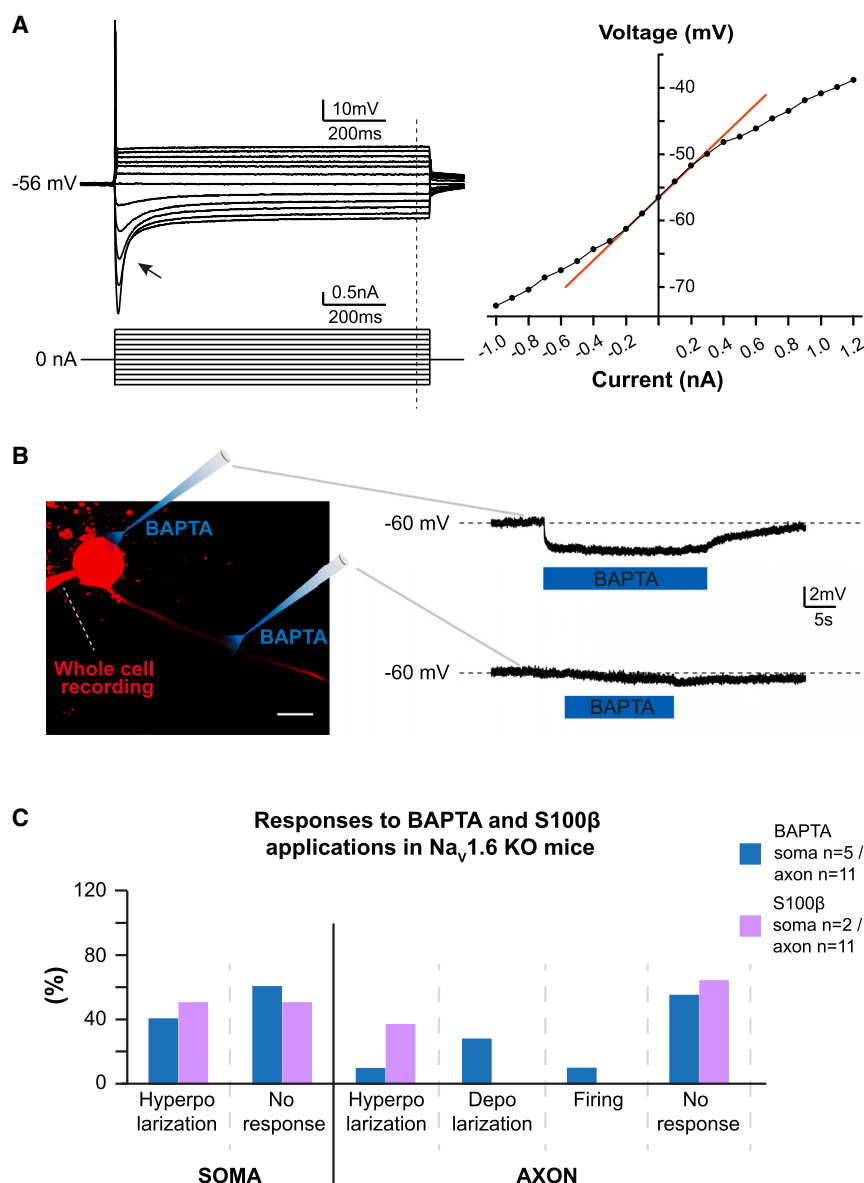 A
10mV
200ms
-56 mV
0.5nA
200ms
0 nA
Voltage (mV)
-40
-50
-60
-70
-1.0
-0.8
-0.6
-0.4
-0.2
0.2
0.4
0.6
0.8
1.0
1.2
Current (nA)
B
BAPTA
BAPTA
Whole cell
recording
-60 mV
BAPTA
2mV
5s
-60 mV
BAPTA
C
Responses to BAPTA and S100β
applications in NaV1.6 KO mice
BAPTA
soma n=5 /
axon n=11
S100β
soma n=2 /
axon n=11
(%)
120
80
40
0
Hyperpo
larization
No
response
Hyperpo
larization
Depo
larization
Firing
No
response
SOMA
AXON